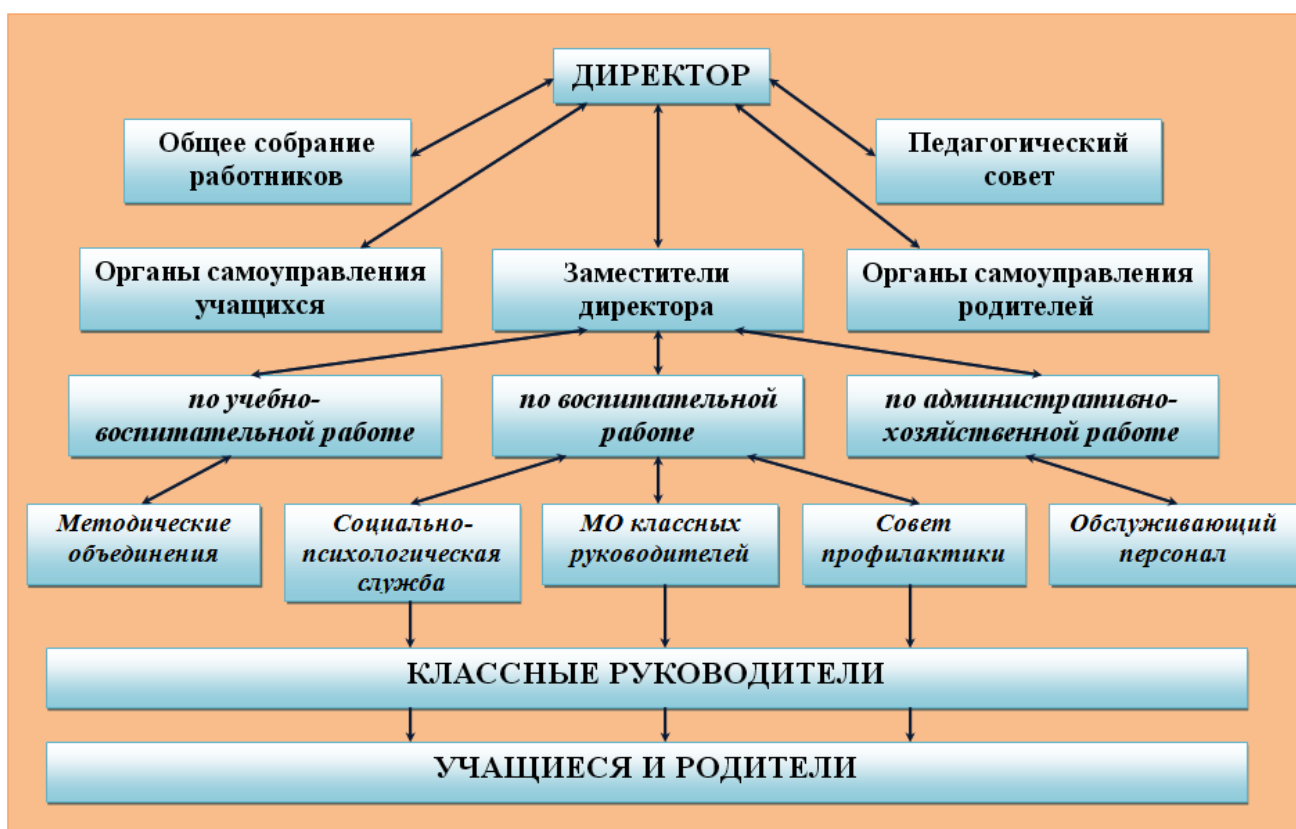 ДИРЕКТОР
Общее собрание
работников
Педагогический
совет
Органы самоуправления
учащихся
Заместители
директора
Органы самоуправления
родителей
по учебно-
воспитательной работе
по воспитательной
работе
по административно-
хозяйственной работе
Методические
объединения
Социально-
психологическая
служба
МО классных
руководителей
Совет
профилактики
Обслуживающий
персонал
КЛАССНЫЕ РУКОВОДИТЕЛИ
УЧАЩИЕСЯ И РОДИТЕЛИ